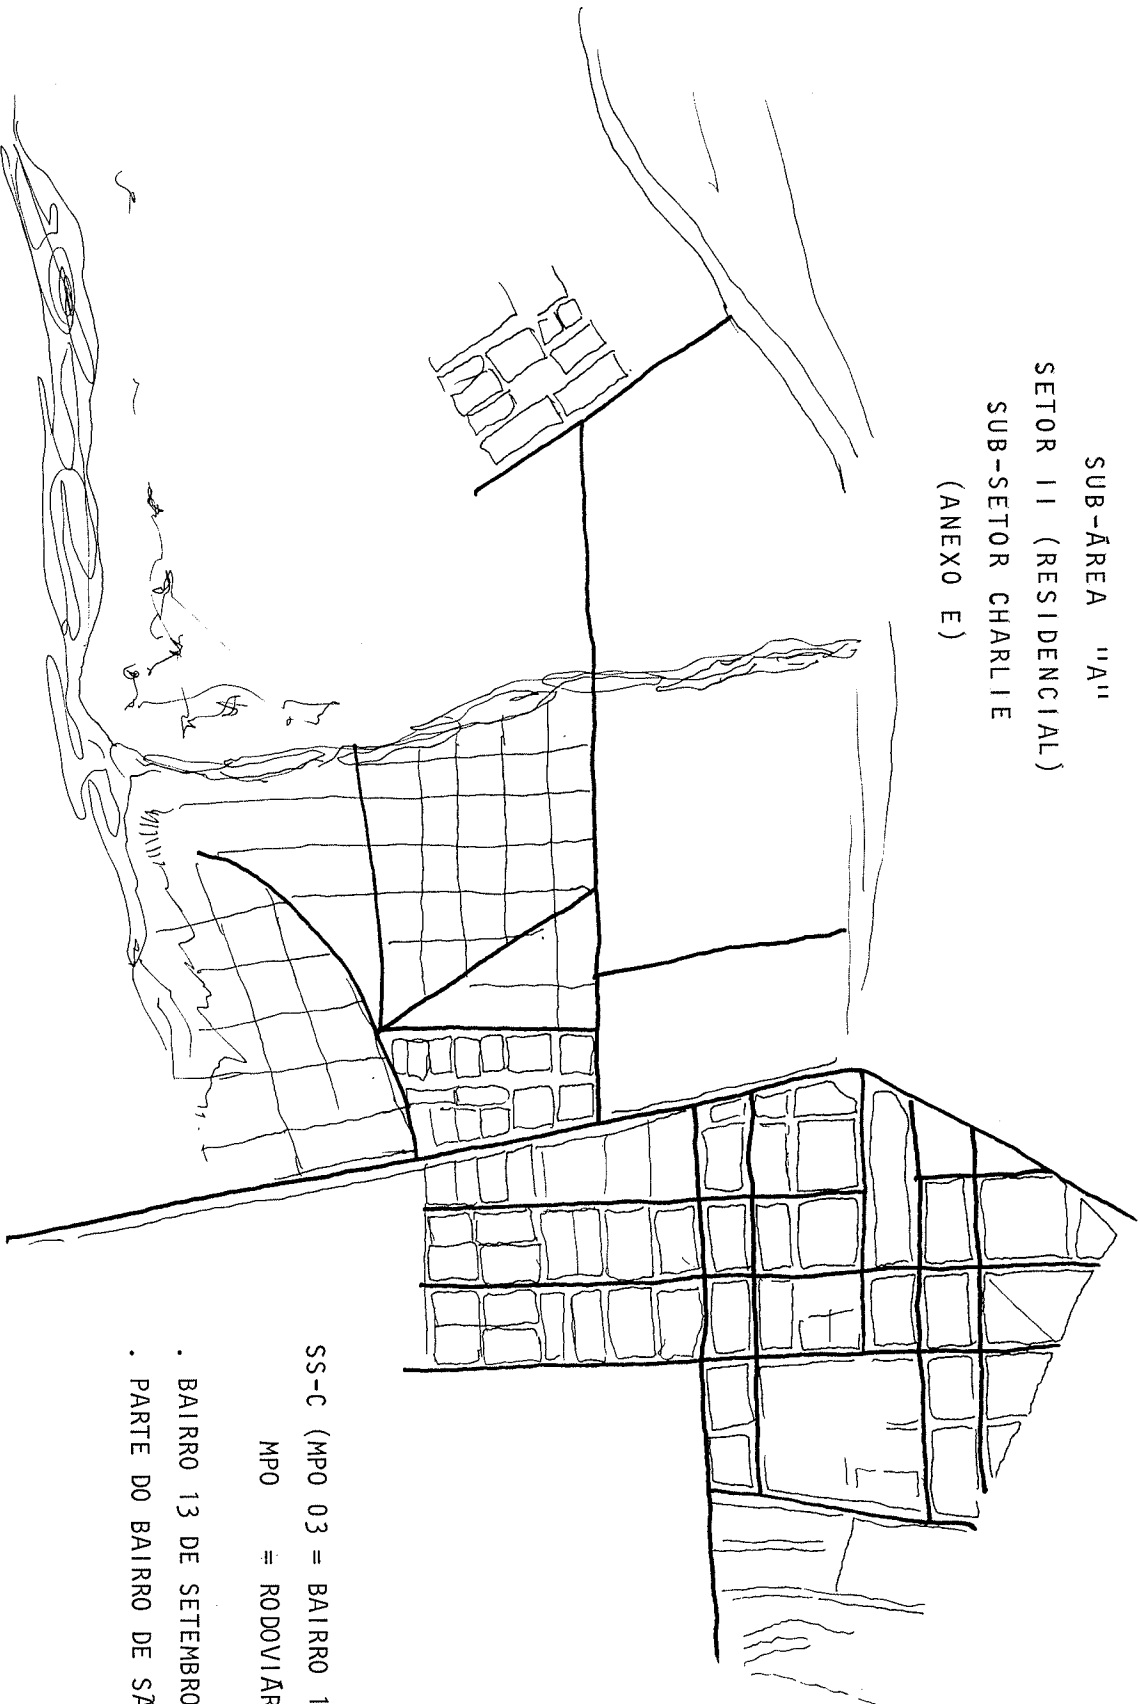 SUB-ÁREA "A"
SETOR II (RESIDENCIAL)
SUB-SETOR CHARLIE
(ANEXO E)
SS-C (MPO 03 = BAIRRO 1
MPO = RODOVIÁR
. BAIRRO 13 DE SETEMBRO
. PARTE DO BAIRRO DE SÃ